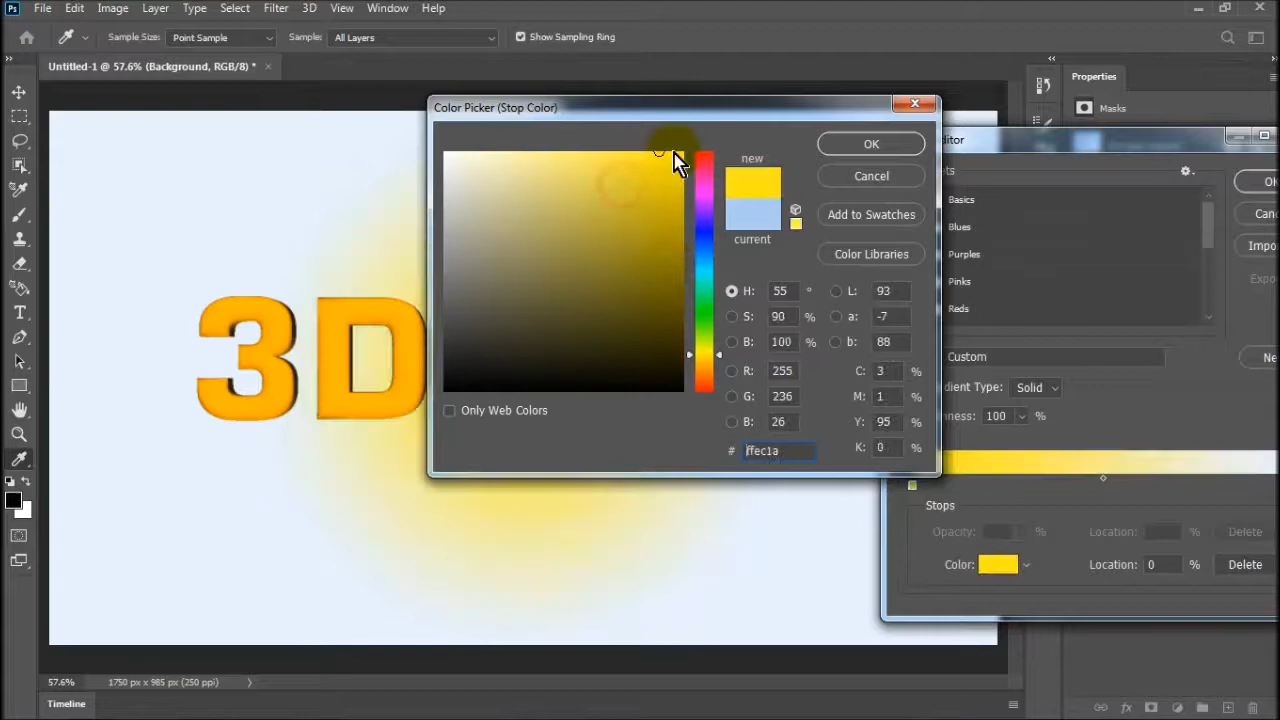 Ps File Edit Image Layer Type Select Filter 3D View Window Help
Sample Size: Point Sample Sample: All Layers Show Sampling Ring
Untitled-1 @ 57.6% (Background, RGB/8) * ×
Properties
Masks
Color Picker (Stop Color)
OK
Cancel
Add to Swatches
Color Libraries
new
current
H: 55 °
S: 90 %
B: 100 %
R: 255
G: 236
B: 26
# ffec1a
L: 93
a: -7
b: 88
C: 3 %
M: 1 %
Y: 95 %
K: 0 %
Only Web Colors
3D
Basics
Blues
Purples
Pinks
Reds
Custom
Gradient Type: Solid
100 %
Stops
Opacity: % Location: % Delete
Color: Location: 0 % Delete
57.6% 1750 px x 985 px (250 ppi)
Timeline